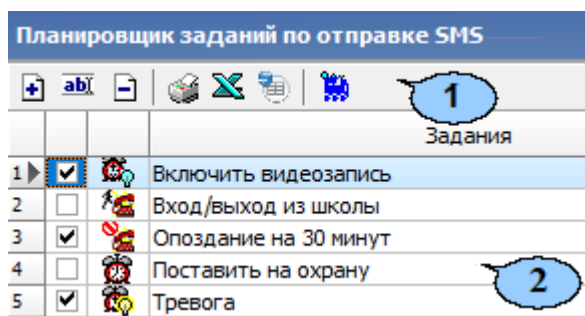 Планировщик заданий по отправке SMS
abI
1
Задания
1 Включить видеозапись
2 Вход/выход из школы
3 Опоздание на 30 минут
4 Поставить на охрану
2
5 Тревога